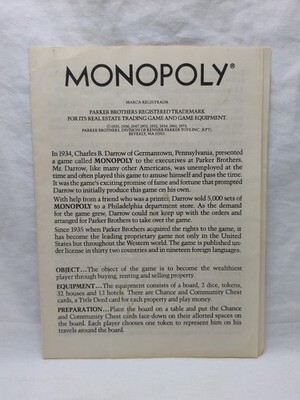 MONOPOLY®
MARCA REGISTRADA
PARKER BROTHERS REGISTERED TRADEMARK
FOR ITS REAL ESTATE TRADING GAME AND GAME EQUIPMENT.
PARKER BROTHERS, DIVISION OF KENNER PARKER TOYS INC. (KPT),
BEVERLY, MA 01915.
In 1934, Charles B. Darrow of Germantown, Pennsylvania, presented
a game called MONOPOLY to the executives at Parker Brothers.
Mr. Darrow, like many other Americans, was unemployed at the
time and often played this game to amuse himself and pass the time.
It was the game's exciting promise of fame and fortune that prompted
Darrow to initially produce this game on his own.
With help from a friend who was a printer, Darrow sold 5,000 sets of
MONOPOLY to a Philadelphia department store. As the demand
for the game grew, Darrow could not keep up with the orders and
arranged for Parker Brothers to take over the game.
Since 1935 when Parker Brothers acquired the rights to the game, it
has become the leading proprietary game not only in the United
States but throughout the Western world. The game is published un-
der license in thirty two countries and in nineteen foreign languages.
OBJECT...The object of the game is to become the wealthiest
player through buying, renting and selling property.
EQUIPMENT...The equipment consists of a board, 2 dice, tokens,
32 houses and 12 hotels. There are Chance and Community Chest
cards, a Title Deed card for each property and play money.
PREPARATION...Place the board on a table and put the Chance
and Community Chest cards face-down on their allotted spaces on
the board. Each player chooses one token to represent him on his
travels around the board.